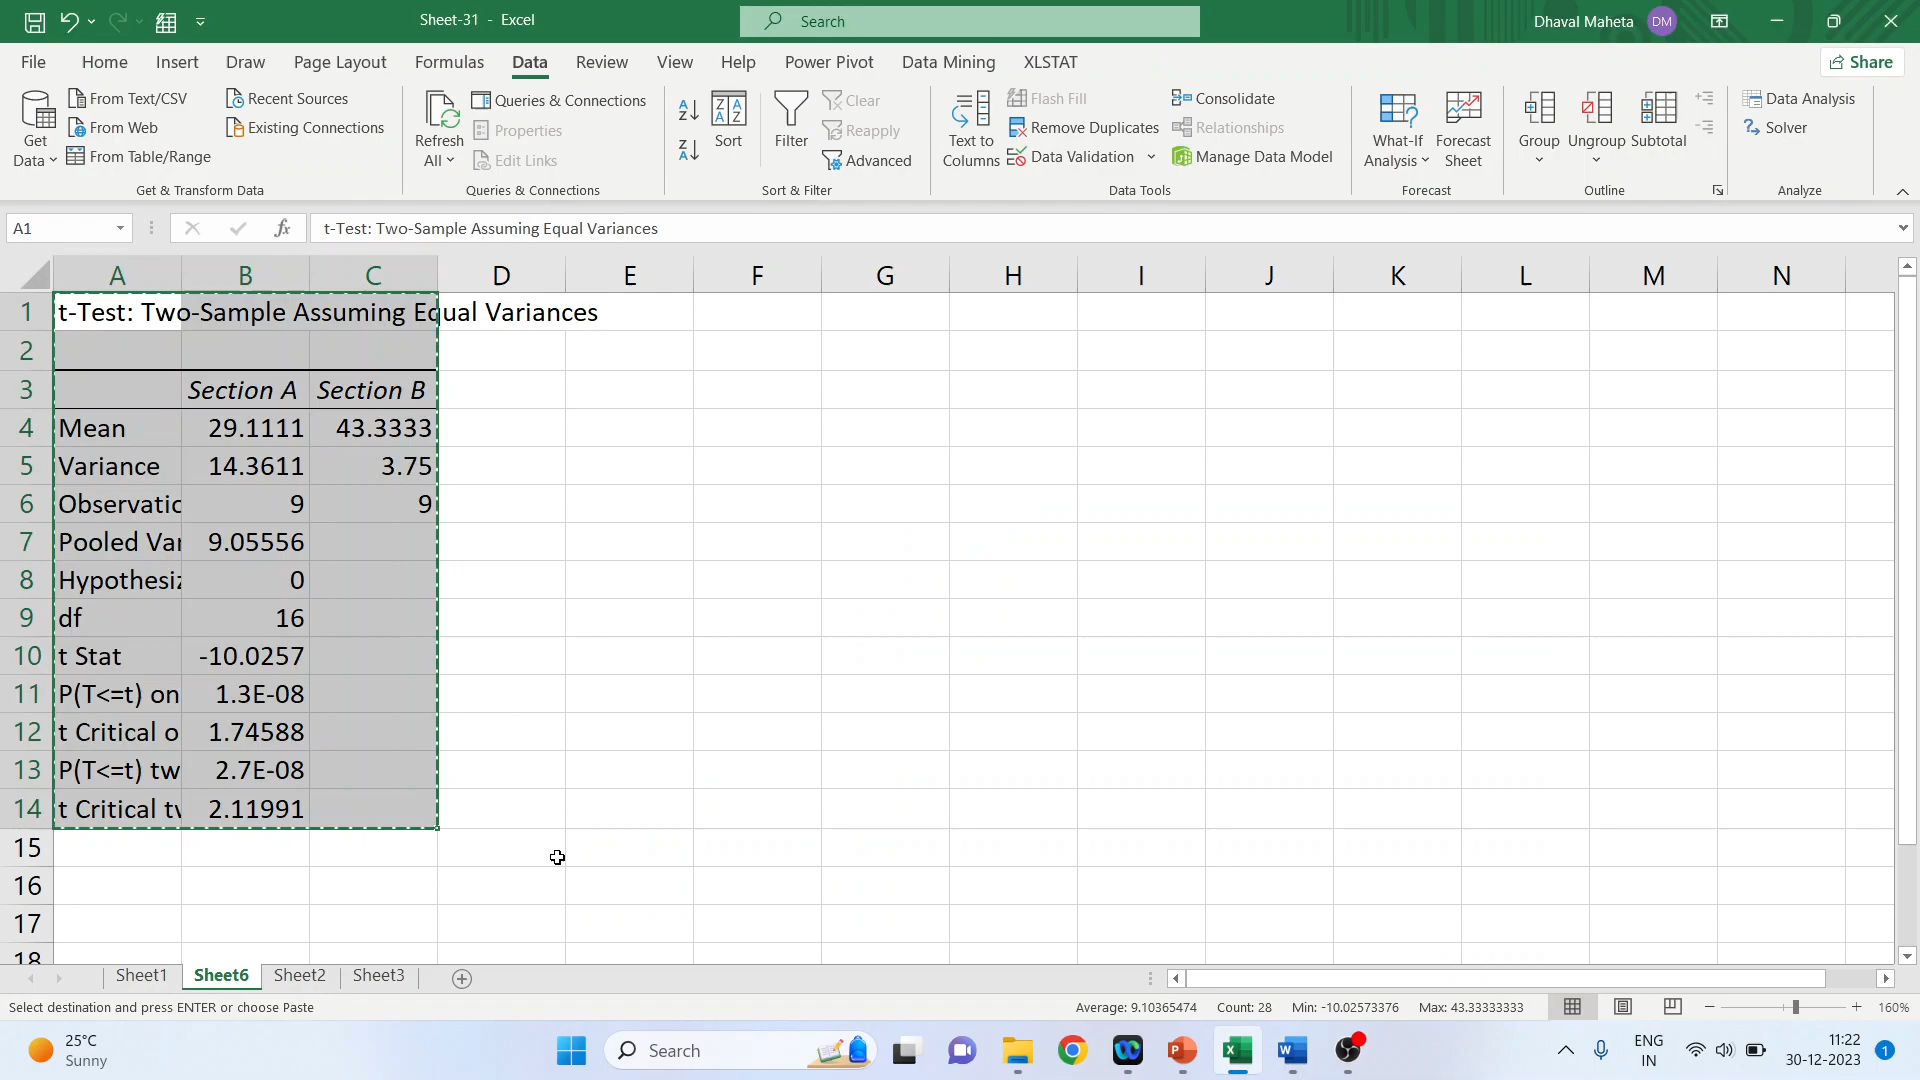 Sheet-31 - Excel
Search
Dhaval Maheta
DM
File Home Insert Draw Page Layout Formulas Data Review View Help Power Pivot Data Mining XLSTAT
Share
Get Data
From Text/CSV
From Web
From Table/Range
Recent Sources
Existing Connections
Get & Transform Data
Refresh All
Queries & Connections
Properties
Edit Links
Queries & Connections
Sort
Filter
Clear
Reapply
Advanced
Sort & Filter
Text to Columns
Flash Fill
Remove Duplicates
Data Validation
Consolidate
Relationships
Manage Data Model
Data Tools
What-If Analysis
Forecast Sheet
Forecast
Group
Ungroup
Subtotal
Outline
Data Analysis
Solver
Analyze
A1
fx
t-Test: Two-Sample Assuming Equal Variances
A B C D E F G H I J K L M N
1 t-Test: Two-Sample Assuming Equal Variances
2
3 Section A Section B
4 Mean 29.1111 43.3333
5 Variance 14.3611 3.75
6 Observatio 9 9
7 Pooled Var 9.05556
8 Hypothesiz 0
9 df 16
10 t Stat -10.0257
11 P(T<=t) on 1.3E-08
12 t Critical o 1.74588
13 P(T<=t) tw 2.7E-08
14 t Critical tw 2.11991
15
16
17
18
Sheet1 Sheet6 Sheet2 Sheet3
Select destination and press ENTER or choose Paste
Average: 9.10365474 Count: 28 Min: -10.02573376 Max: 43.33333333
160%
25°C
Sunny
Search
ENG
IN
11:22
30-12-2023
1